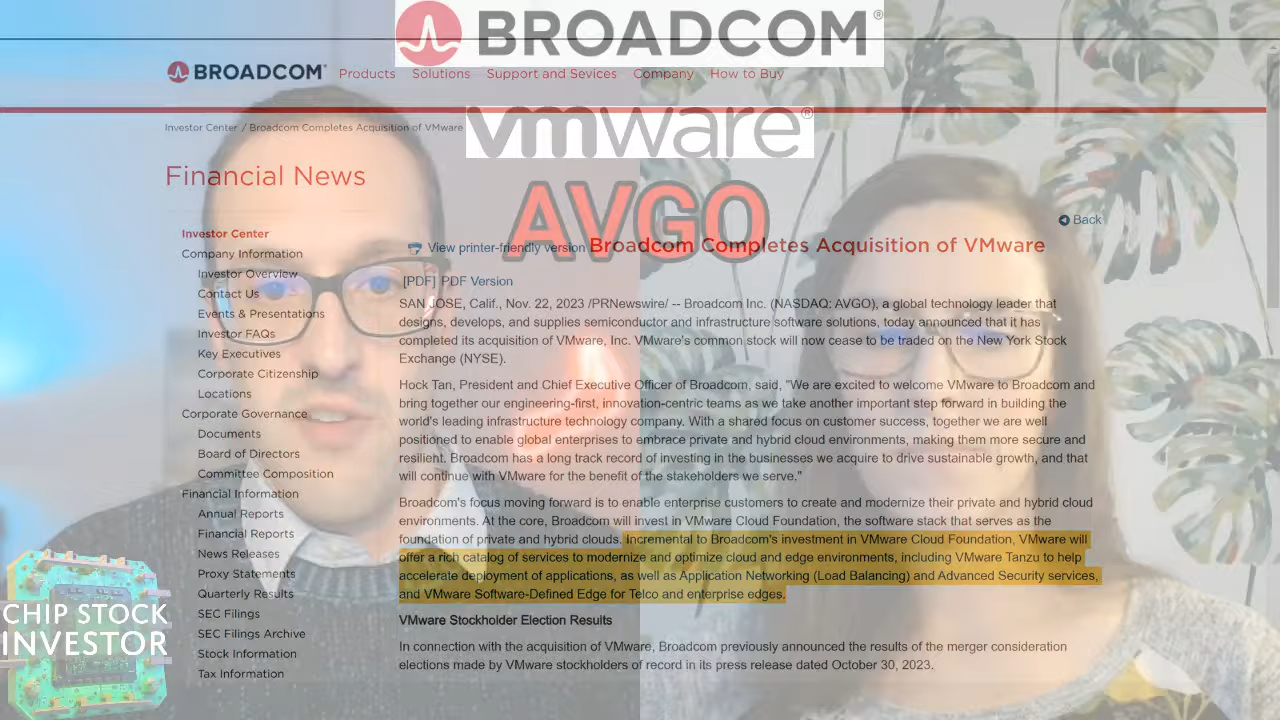 BROADCOM®
BROADCOM® Products Solutions Support and Sevices Company How to Buy
Investor Center / Broadcom Completes Acquisition of VMware
vmware®
Financial News
AVGO
Back
Investor Center
Company Information
Investor Overview
Contact Us
Events & Presentations
Investor FAQs
Key Executives
Corporate Citizenship
Locations
Corporate Governance
Documents
Board of Directors
Committee Composition
Financial Information
Annual Reports
Financial Reports
News Releases
Proxy Statements
Quarterly Results
SEC Filings
SEC Filings Archive
Stock Information
Tax Information
View printer-friendly version Broadcom Completes Acquisition of VMware
[PDF] PDF Version
SAN JOSE, Calif., Nov. 22, 2023 /PRNewswire/ -- Broadcom Inc. (NASDAQ: AVGO), a global technology leader that
designs, develops, and supplies semiconductor and infrastructure software solutions, today announced that it has
completed its acquisition of VMware, Inc. VMware's common stock will now cease to be traded on the New York Stock
Exchange (NYSE).
Hock Tan, President and Chief Executive Officer of Broadcom, said, "We are excited to welcome VMware to Broadcom and
bring together our engineering-first, innovation-centric teams as we take another important step forward in building the
world's leading infrastructure technology company. With a shared focus on customer success, together we are well
positioned to enable global enterprises to embrace private and hybrid cloud environments, making them more secure and
resilient. Broadcom has a long track record of investing in the businesses we acquire to drive sustainable growth, and that
will continue with VMware for the benefit of the stakeholders we serve."
Broadcom's focus moving forward is to enable enterprise customers to create and modernize their private and hybrid cloud
environments. At the core, Broadcom will invest in VMware Cloud Foundation, the software stack that serves as the
foundation of private and hybrid clouds. Incremental to Broadcom's investment in VMware Cloud Foundation, VMware will
offer a rich catalog of services to modernize and optimize cloud and edge environments, including VMware Tanzu to help
accelerate deployment of applications, as well as Application Networking (Load Balancing) and Advanced Security services,
and VMware Software-Defined Edge for Telco and enterprise edges.
VMware Stockholder Election Results
In connection with the acquisition of VMware, Broadcom previously announced the results of the merger consideration
elections made by VMware stockholders of record in its press release dated October 30, 2023.
CHIP STOCK
INVESTOR